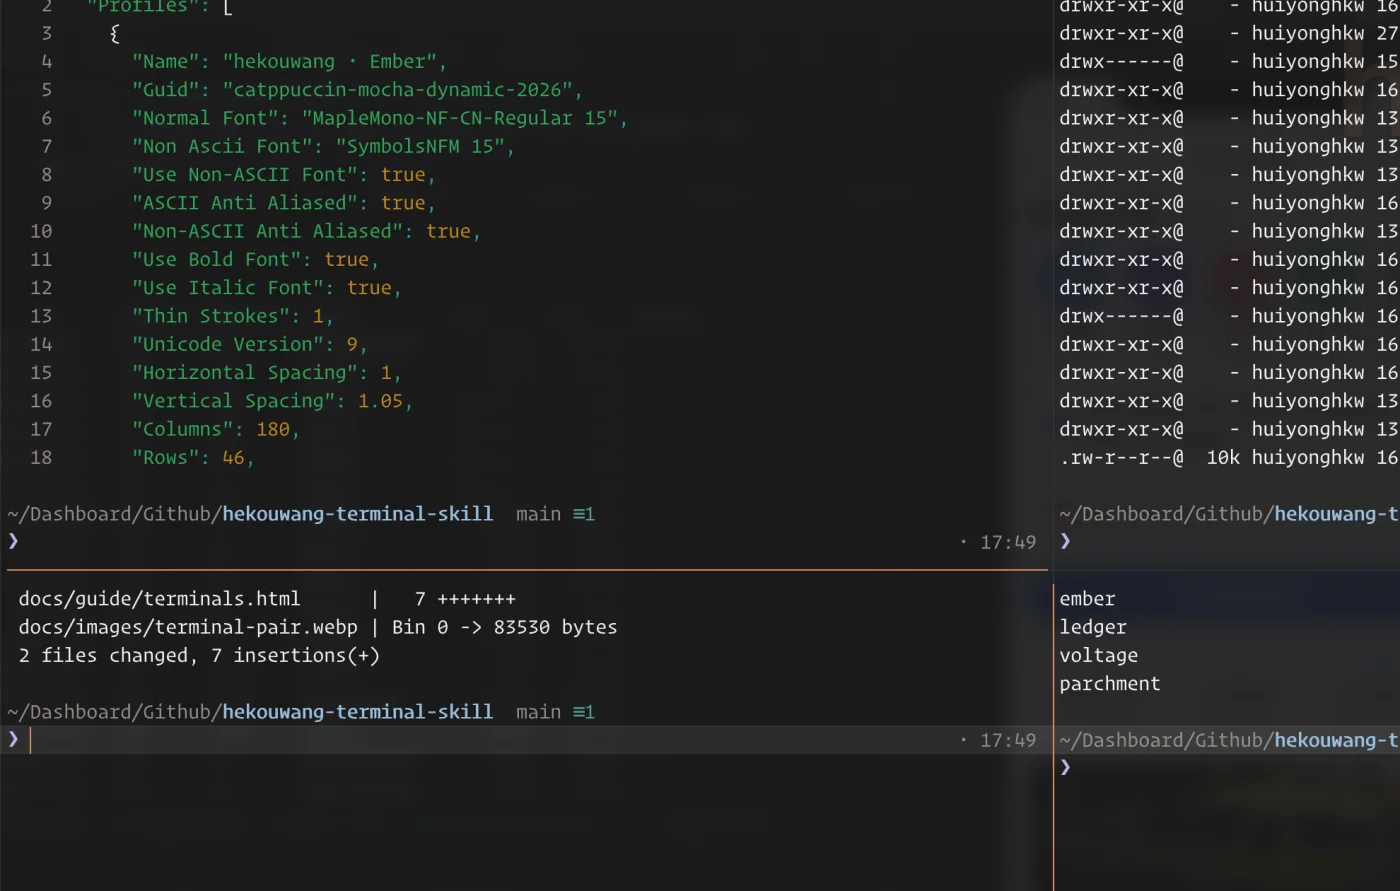 2 "Profiles": [
3 {
4 "Name": "hekouwang · Ember",
5 "Guid": "catppuccin-mocha-dynamic-2026",
6 "Normal Font": "MapleMono-NF-CN-Regular 15",
7 "Non Ascii Font": "SymbolsNFM 15",
8 "Use Non-ASCII Font": true,
9 "ASCII Anti Aliased": true,
10 "Non-ASCII Anti Aliased": true,
11 "Use Bold Font": true,
12 "Use Italic Font": true,
13 "Thin Strokes": 1,
14 "Unicode Version": 9,
15 "Horizontal Spacing": 1,
16 "Vertical Spacing": 1.05,
17 "Columns": 180,
18 "Rows": 46,
~/Dashboard/Github/hekouwang-terminal-skill main ≡1
❯ · 17:49
drwxr-xr-x@ - huiyonghkw 16
drwxr-xr-x@ - huiyonghkw 27
drwx------@ - huiyonghkw 15
drwxr-xr-x@ - huiyonghkw 16
drwxr-xr-x@ - huiyonghkw 13
drwxr-xr-x@ - huiyonghkw 13
drwxr-xr-x@ - huiyonghkw 13
drwxr-xr-x@ - huiyonghkw 16
drwxr-xr-x@ - huiyonghkw 13
drwxr-xr-x@ - huiyonghkw 16
drwxr-xr-x@ - huiyonghkw 16
drwx------@ - huiyonghkw 16
drwxr-xr-x@ - huiyonghkw 16
drwxr-xr-x@ - huiyonghkw 16
drwxr-xr-x@ - huiyonghkw 13
drwxr-xr-x@ - huiyonghkw 13
.rw-r--r--@ 10k huiyonghkw 16
~/Dashboard/Github/hekouwang-t
❯
docs/guide/terminals.html | 7 +++++++
docs/images/terminal-pair.webp | Bin 0 -> 83530 bytes
2 files changed, 7 insertions(+)
~/Dashboard/Github/hekouwang-terminal-skill main ≡1
❯ · 17:49
ember
ledger
voltage
parchment
~/Dashboard/Github/hekouwang-t
❯